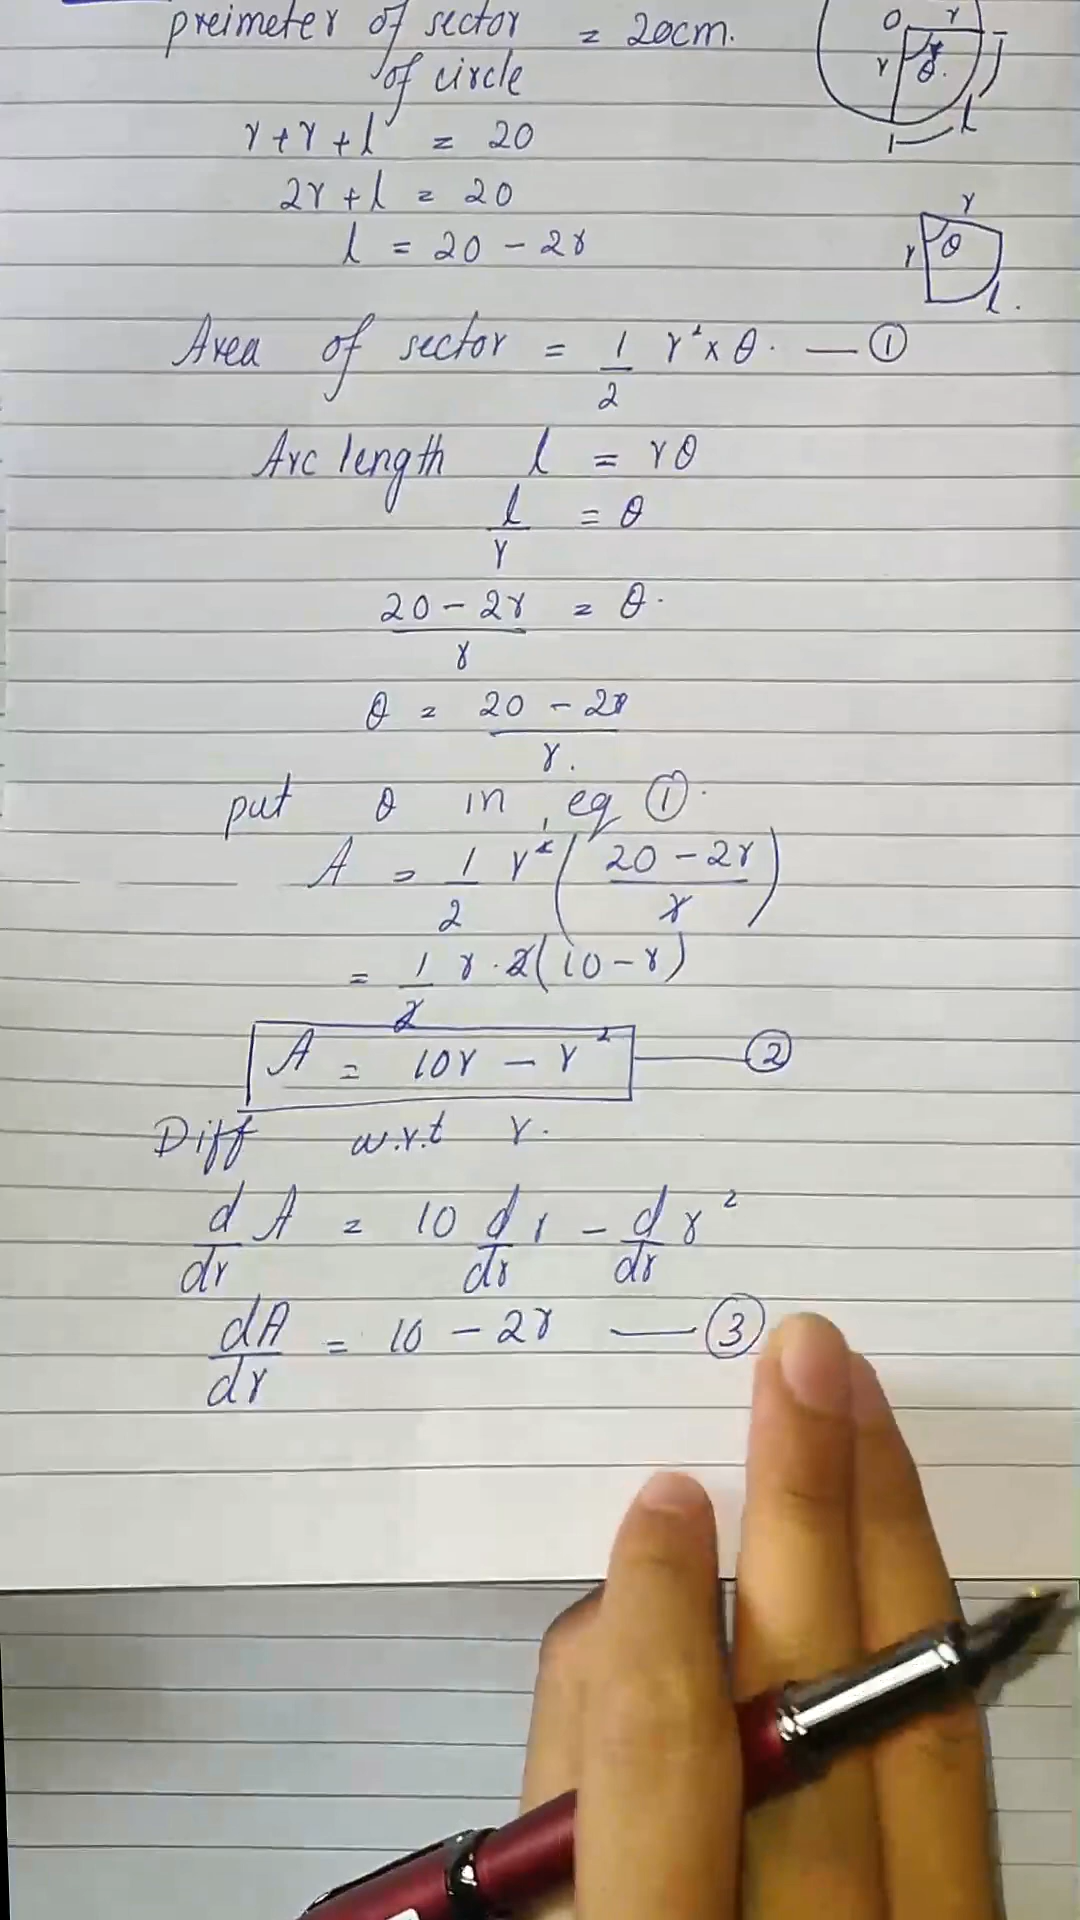 preimeter of sector = 20cm.
of circle
r + r + l = 20
2r + l = 20
l = 20 - 2r
O r
r θ.
l
r
r θ
l.
Area of sector = 1/2 r² × θ. — ①
Arc length l = rθ
l/r = θ
20 - 2r / r = θ.
θ = 20 - 2r / r.
put θ in eq ①.
A = 1/2 r² ( 20 - 2r / r )
= 1/2 r . 2(10 - r)
A = 10r - r² — ②
Diff w.r.t r.
d/dr A = 10 d/dr r - d/dr r²
dA/dr = 10 - 2r — ③